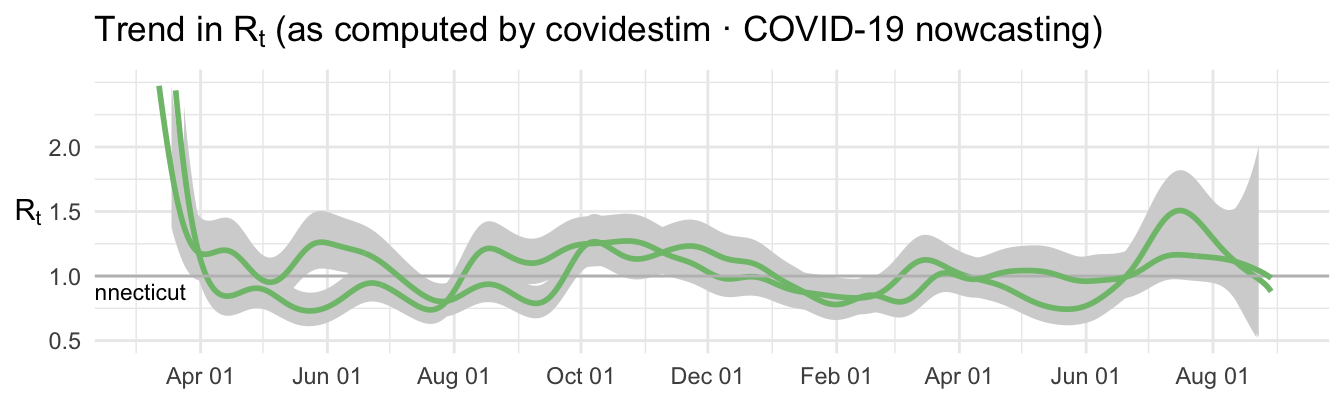 Trend in Rt (as computed by covidestim · COVID-19 nowcasting)
2.0
Rt 1.5
1.0
nnecticut
0.5
Apr 01 Jun 01 Aug 01 Oct 01 Dec 01 Feb 01 Apr 01 Jun 01 Aug 01